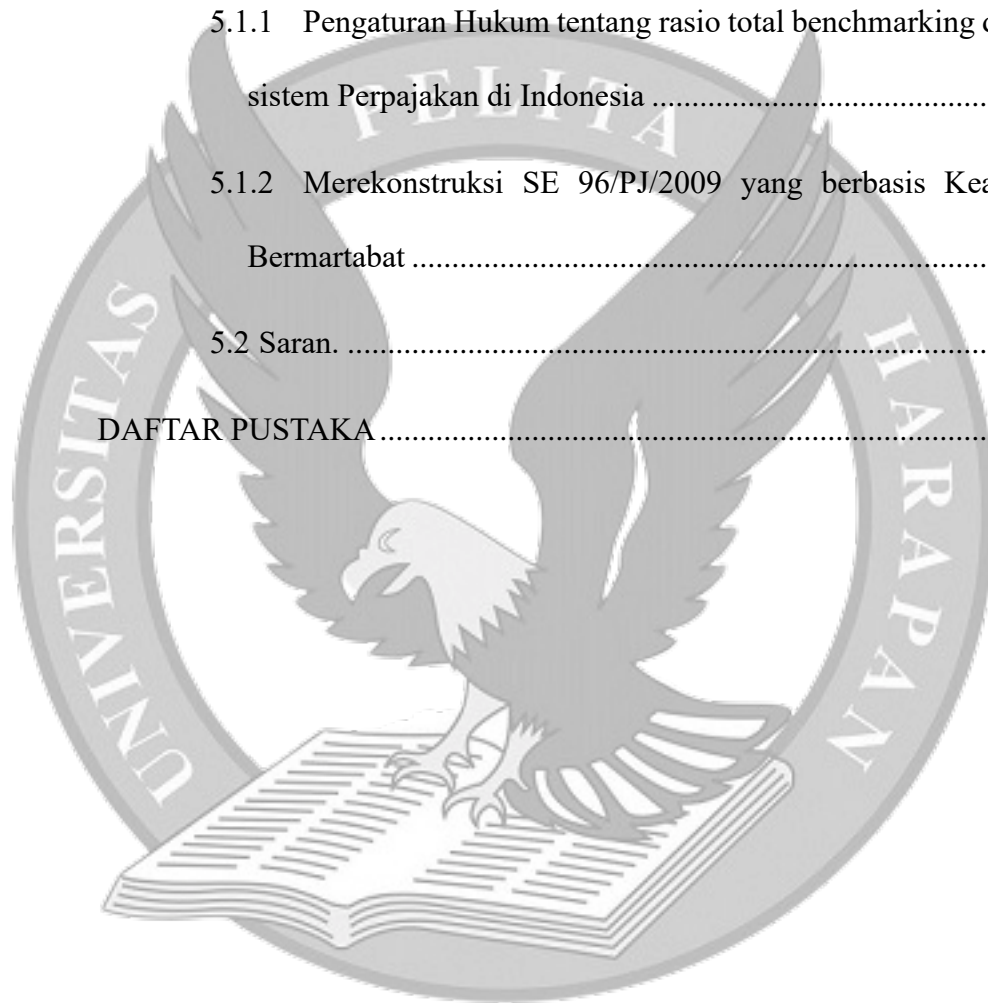 5.1.1 Pengaturan Hukum tentang rasio total benchmarking
sistem Perpajakan di Indonesia ..........................................
5.1.2 Merekonstruksi SE 96/PJ/2009 yang berbasis
Bermartabat ........................................................................
5.2 Saran. ................................................................................
DAFTAR PUSTAKA ............................................................................
UNIVERSITAS PELITA HARAPAN